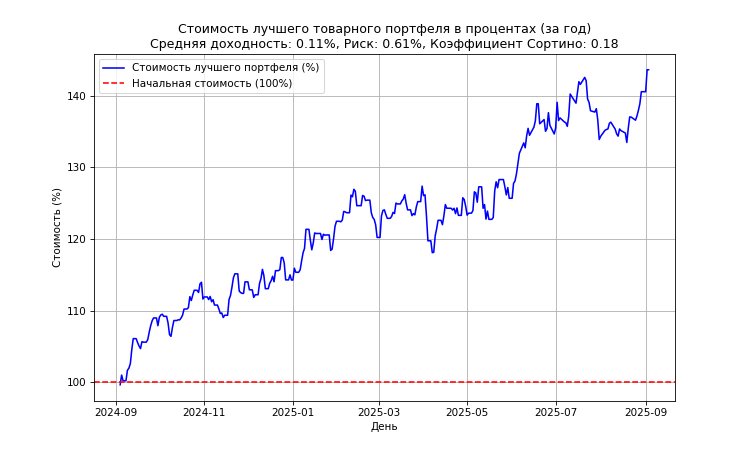 Стоимость лучшего товарного портфеля в процентах (за год)
Средняя доходность: 0.11%, Риск: 0.61%, Коэффициент Сортино: 0.18
Стоимость лучшего портфеля (%)
Начальная стоимость (100%)
Стоимость (%)
140
130
120
110
100
2024-09 2024-11 2025-01 2025-03 2025-05 2025-07 2025-09
День